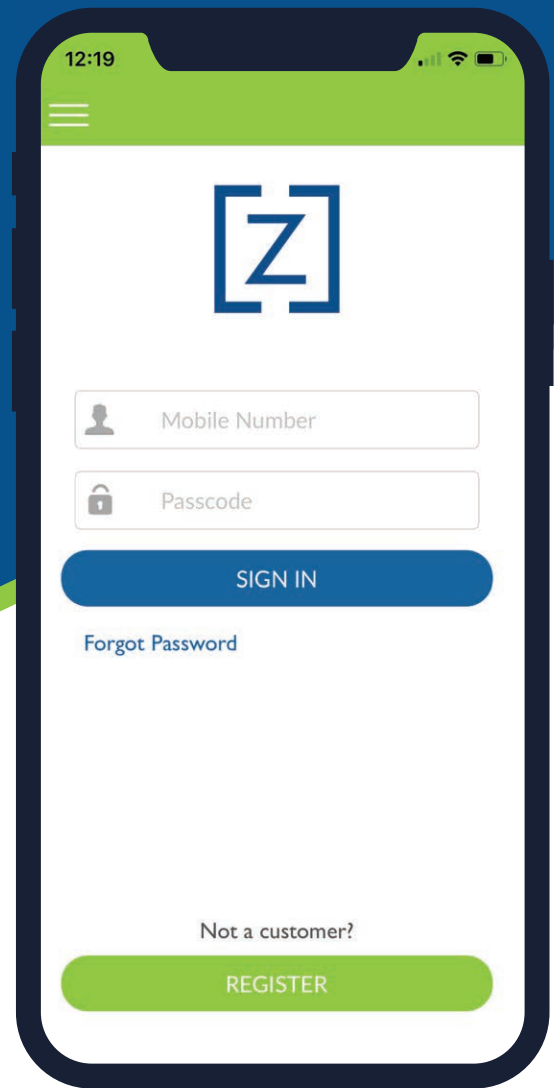 12:19
[Z]
Mobile Number
Passcode
SIGN IN
Forgot Password
Not a customer?
REGISTER